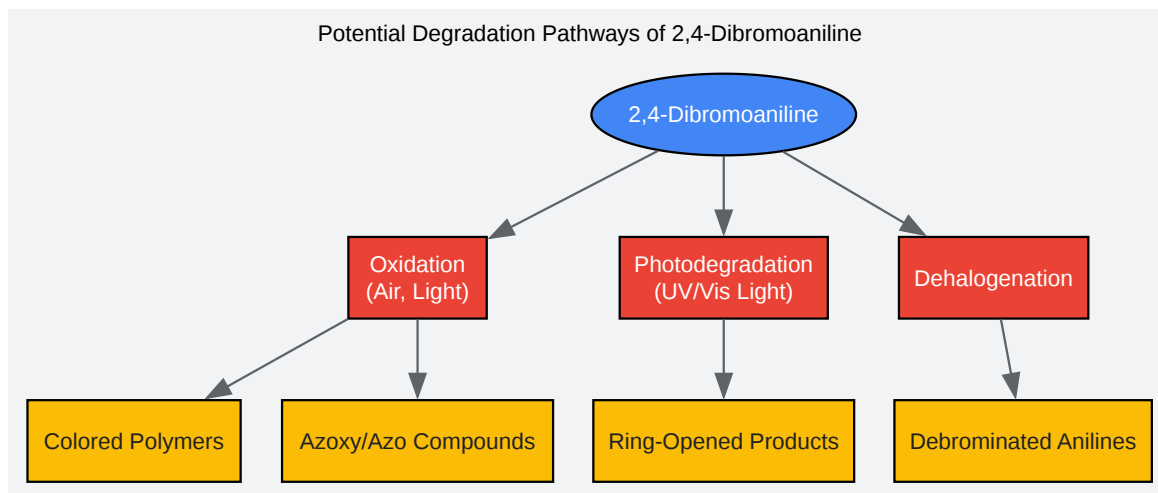 Potential Degradation Pathways of 2,4-Dibromoaniline
2,4-Dibromoaniline
Oxidation
(Air, Light)
Photodegradation
(UV/Vis Light)
Dehalogenation
Colored Polymers
Azoxy/Azo Compounds
Ring-Opened Products
Debrominated Anilines